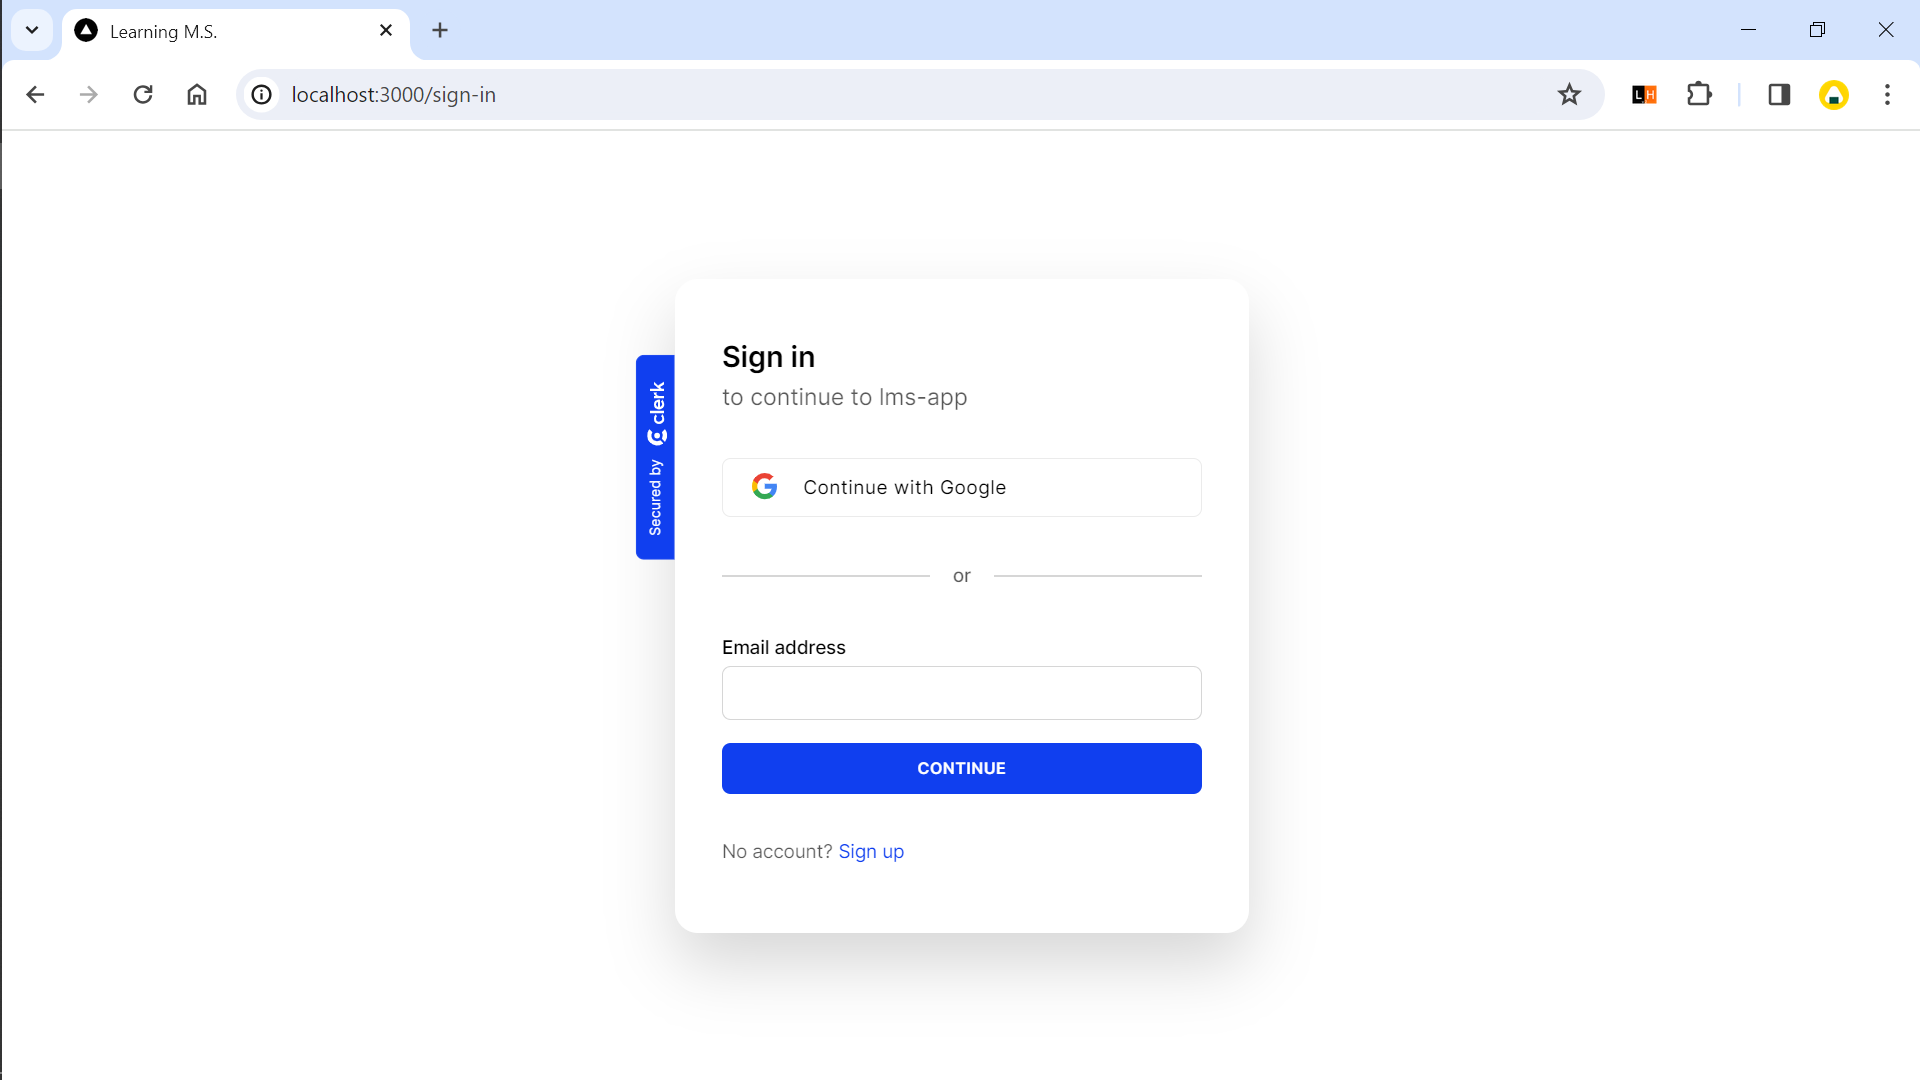 Learning M.S.
localhost:3000/sign-in
LH
Sign in
to continue to lms-app
Secured by clerk
Continue with Google
or
Email address
CONTINUE
No account? Sign up